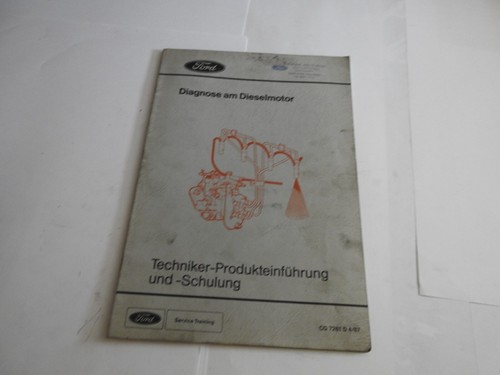 Ford
Diagnose am Dieselmotor
Techniker-Produkteinführung
und -Schulung
Ford
Service Training